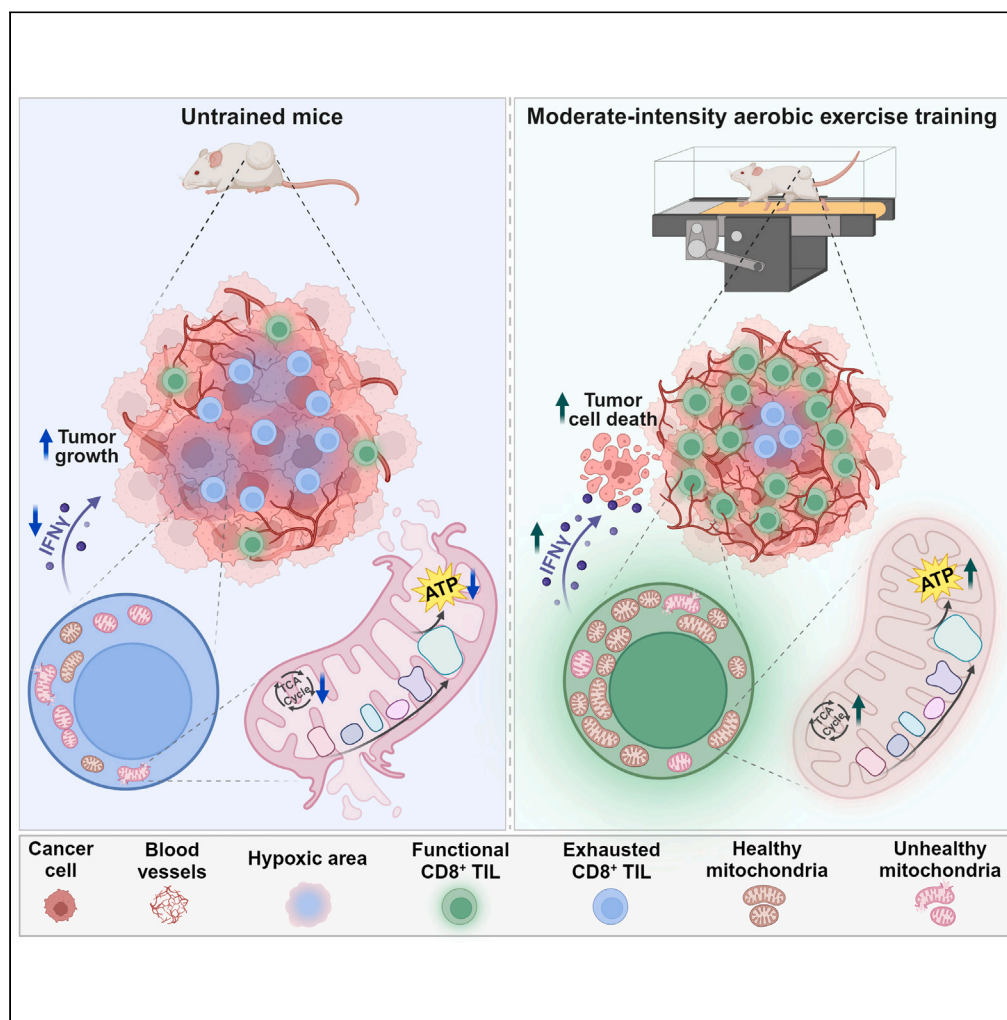 Untrained mice
Tumor
growth
IFNγ
ATP
TCA
Cycle
Moderate-intensity aerobic exercise training
Tumor
cell death
IFNγ
ATP
TCA
Cycle
Cancer
cell
Blood
vessels
Hypoxic area
Functional
CD8⁺ TIL
Exhausted
CD8⁺ TIL
Healthy
mitochondria
Unhealthy
mitochondria